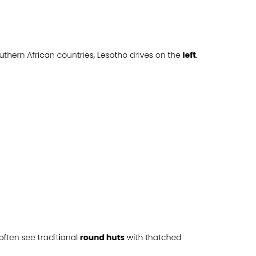 uthern African countries, Lesotho drives on the left.
often see traditional round huts with thatched